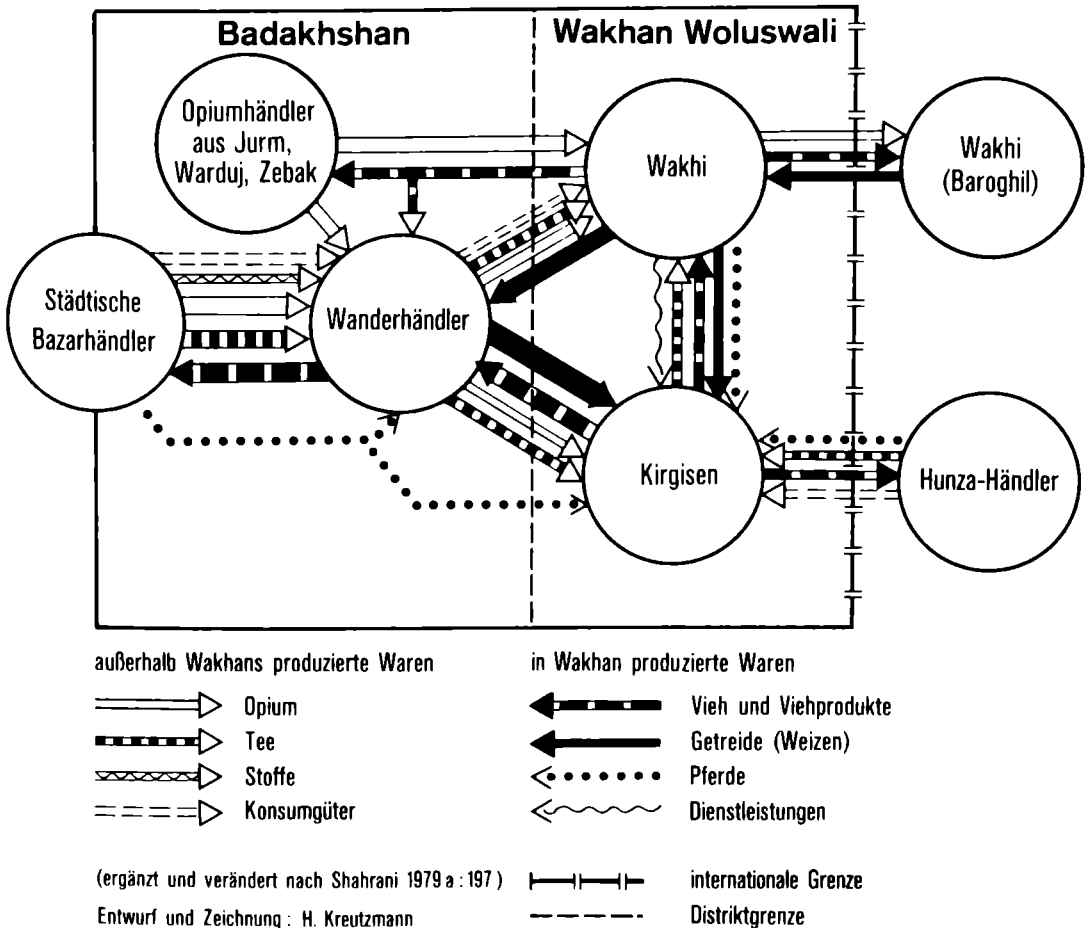 Badakhshan
Wakhan Woluswali
Opiumhändler
aus Jurm,
Warduj, Zebak
Wakhi
Wakhi
(Baroghil)
Städtische
Bazarhändler
Wanderhändler
Kirgisen
Hunza-Händler
außerhalb Wakhans produzierte Waren
Opium
Tee
Stoffe
Konsumgüter
in Wakhan produzierte Waren
Vieh und Viehprodukte
Getreide (Weizen)
Pferde
Dienstleistungen
(ergänzt und verändert nach Shahrani 1979 a : 197)
Entwurf und Zeichnung : H. Kreutzmann
internationale Grenze
Distriktgrenze